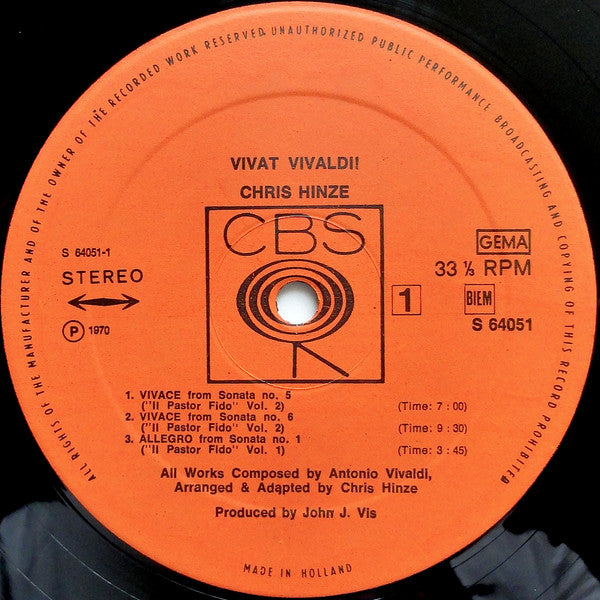 ALL RIGHTS OF THE MANUFACTURER AND OF THE OWNER OF THE RECORDED WORK RESERVED. UNAUTHORIZED PUBLIC PERFORMANCE, BROADCASTING AND COPYING OF THIS RECORD PROHIBITED
VIVAT VIVALDI!
CHRIS HINZE
CBS
S 64051-1
STEREO
P 1970
GEMA
33 ⅓ RPM
1
BIEM
S 64051
1. VIVACE from Sonata no. 5
("Il Pastor Fido" Vol. 2) (Time: 7 : 00)
2. VIVACE from Sonata no. 6
("Il Pastor Fido" Vol. 2) (Time: 9 : 30)
3. ALLEGRO from Sonata no. 1
("Il Pastor Fido" Vol. 1) (Time: 3 : 45)
All Works Composed by Antonio Vivaldi,
Arranged & Adapted by Chris Hinze
Produced by John J. Vis
MADE IN HOLLAND